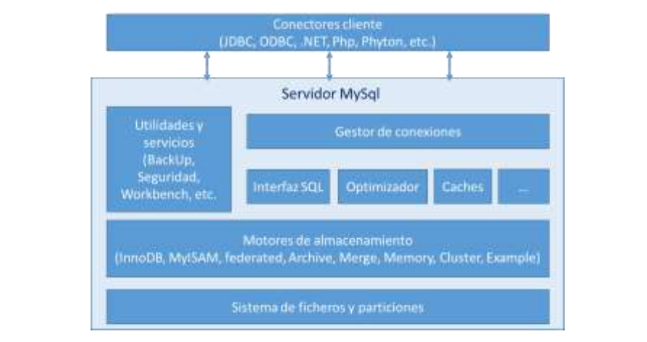 Conectores cliente
(JDBC, ODBC, .NET, Php, Phyton, etc.)
Servidor MySql
Utilidades y
servicios
(BackUp,
Seguridad,
Workbench, etc.
Gestor de conexiones
Interfaz SQL
Optimizador
Caches
...
Motores de almacenamiento
(InnoDB, MyISAM, federated, Archive, Merge, Memory, Cluster, Example)
Sistema de ficheros y particiones